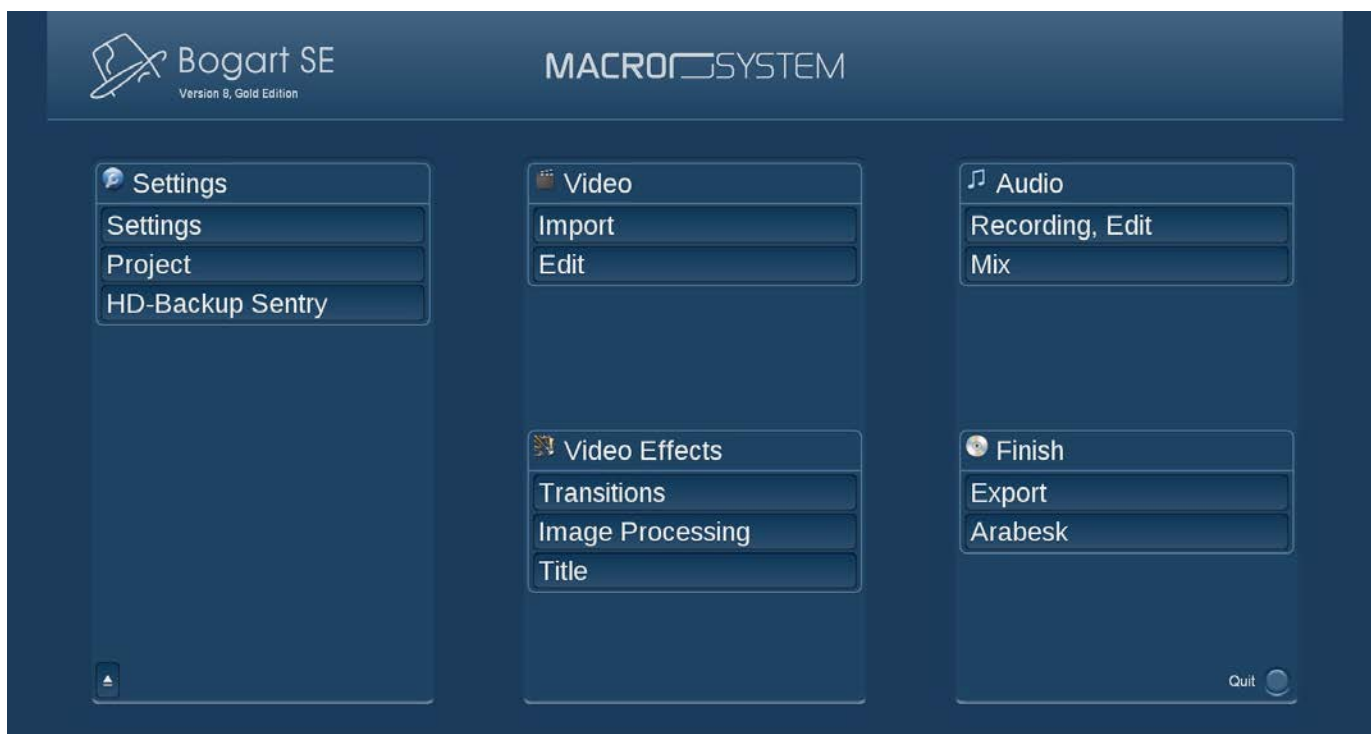 Bogart SE
Version 8, Gold Edition
MACROSYSTEM
Settings
Settings
Project
HD-Backup Sentry
Video
Import
Edit
Audio
Recording, Edit
Mix
Video Effects
Transitions
Image Processing
Title
Finish
Export
Arabesk
Quit